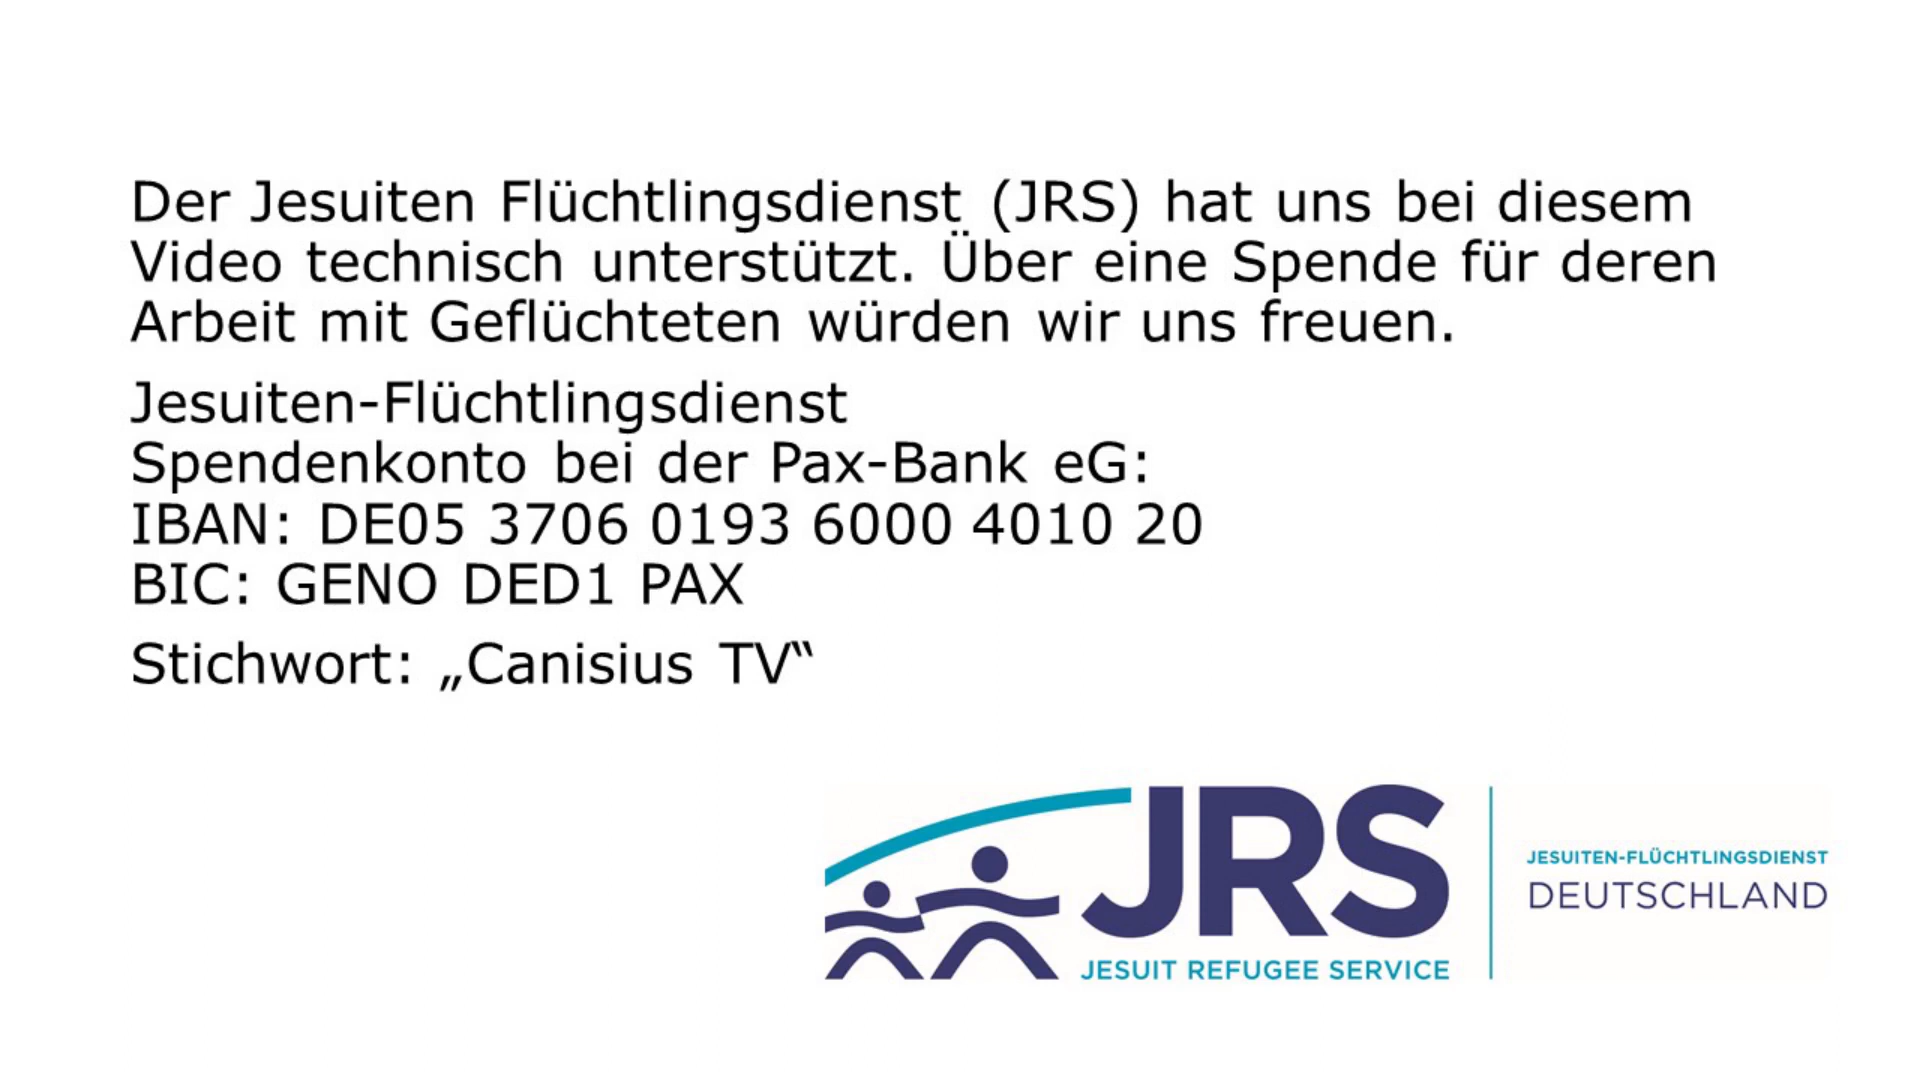 Der Jesuiten Flüchtlingsdienst (JRS) hat uns bei diesem
Video technisch unterstützt. Über eine Spende für deren
Arbeit mit Geflüchteten würden wir uns freuen.
Jesuiten-Flüchtlingsdienst
Spendenkonto bei der Pax-Bank eG:
IBAN: DE05 3706 0193 6000 4010 20
BIC: GENO DED1 PAX
Stichwort: „Canisius TV“
JRS
JESUIT REFUGEE SERVICE
JESUITEN-FLÜCHTLINGSDIENST
DEUTSCHLAND